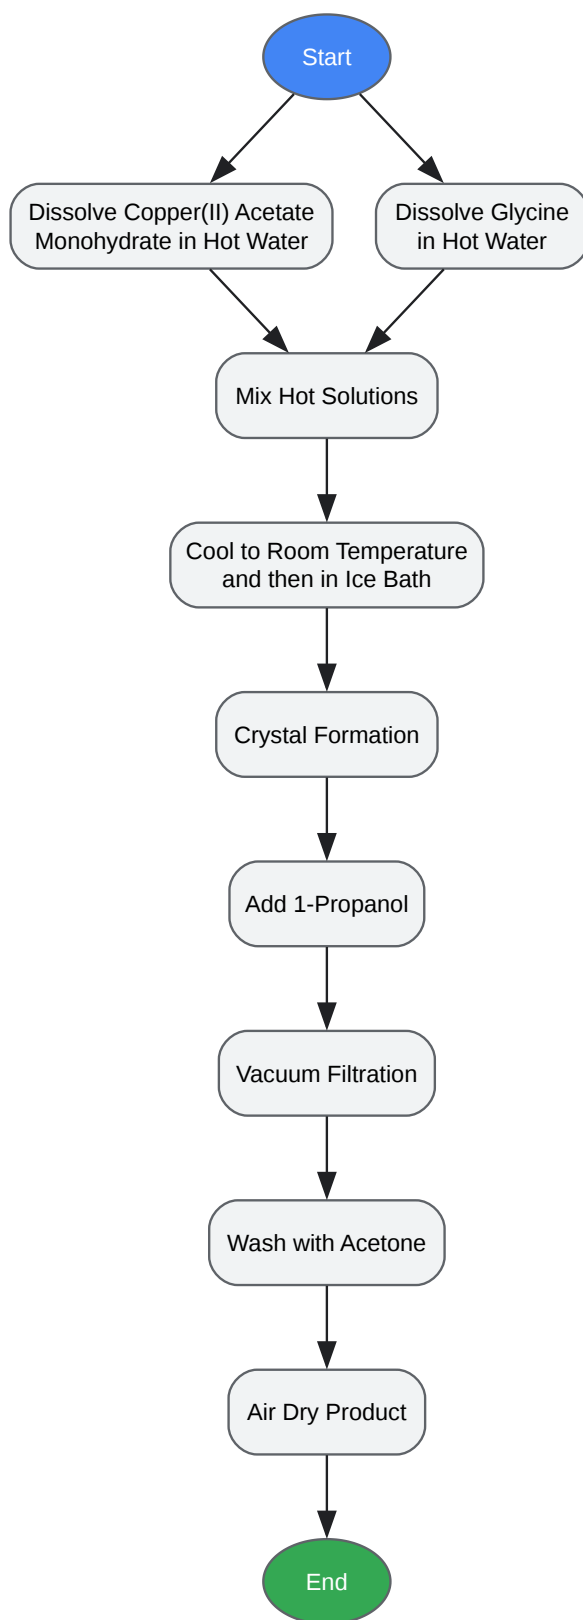 Start
Dissolve Copper(II) Acetate
Monohydrate in Hot Water
Dissolve Glycine
in Hot Water
Mix Hot Solutions
Cool to Room Temperature
and then in Ice Bath
Crystal Formation
Add 1-Propanol
Vacuum Filtration
Wash with Acetone
Air Dry Product
End